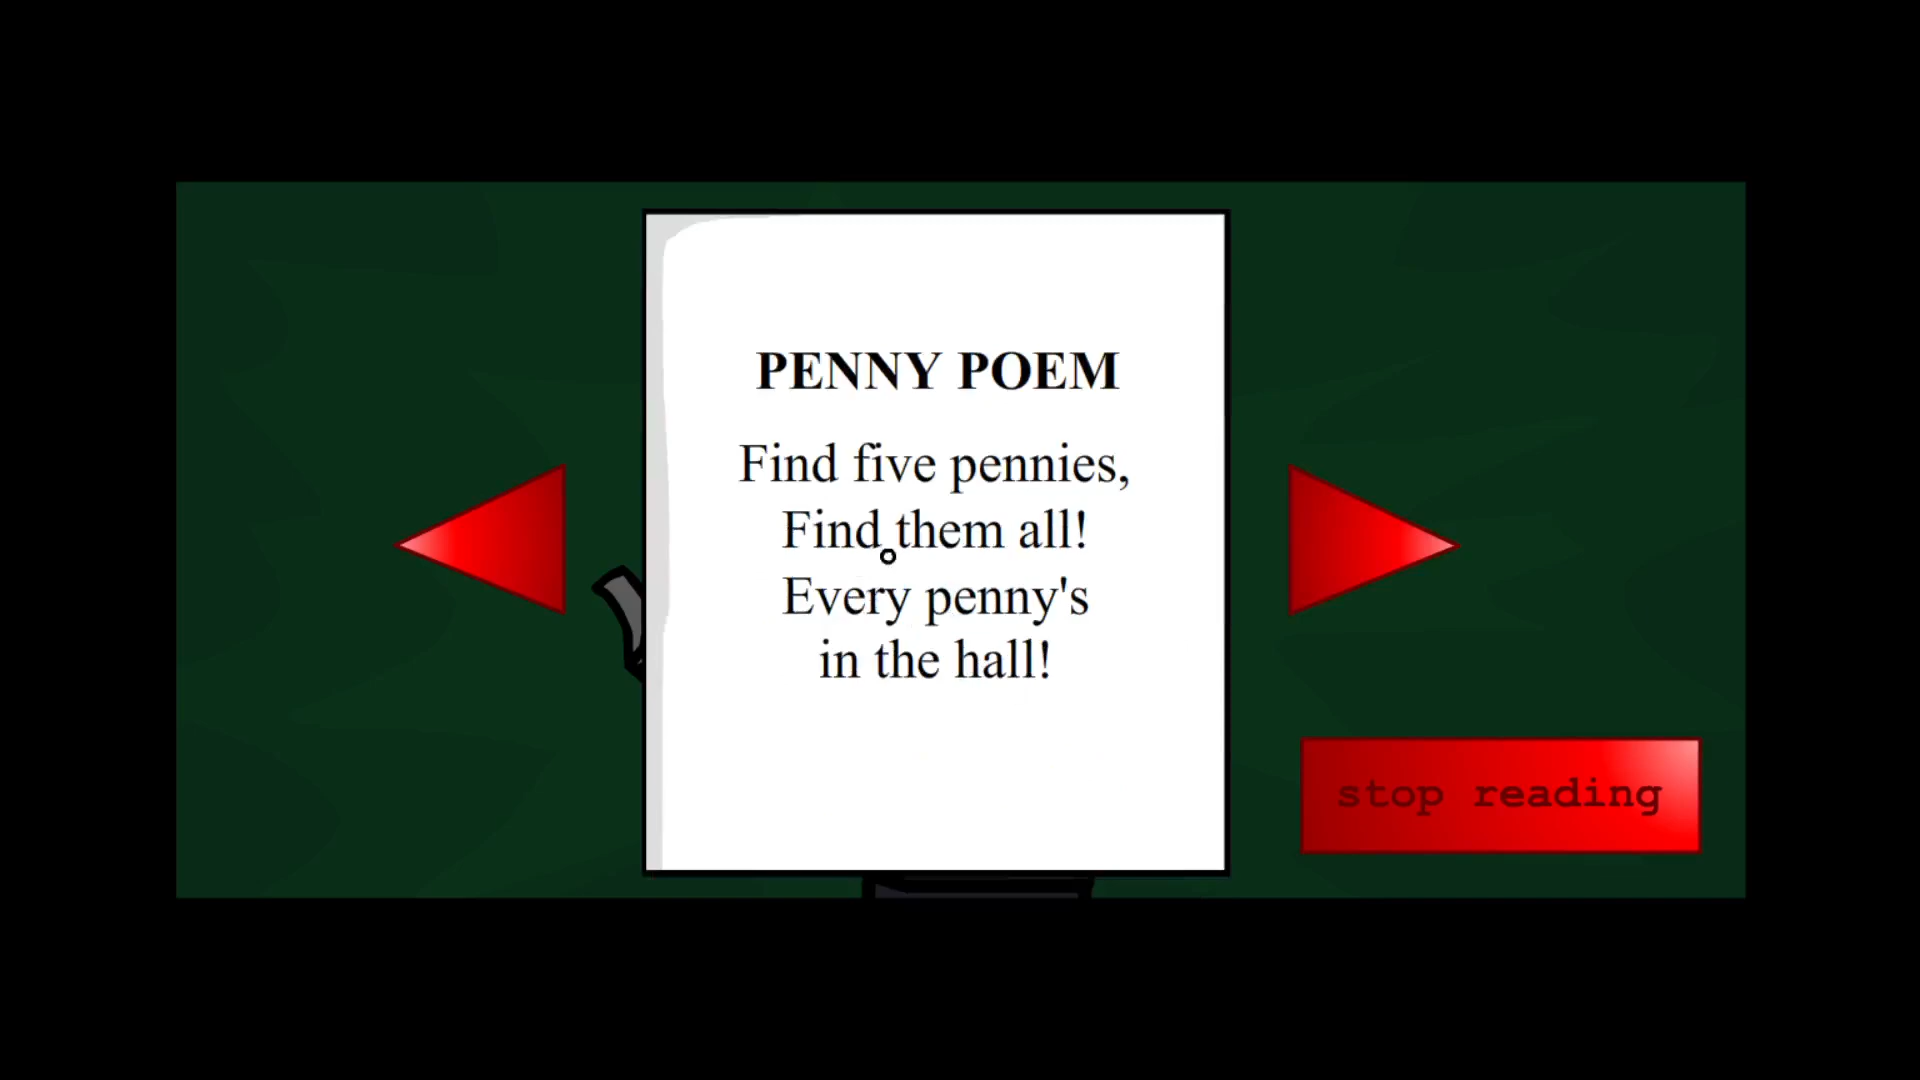 PENNY POEM
Find five pennies,
Find them all!
Every penny's
in the hall!
stop reading